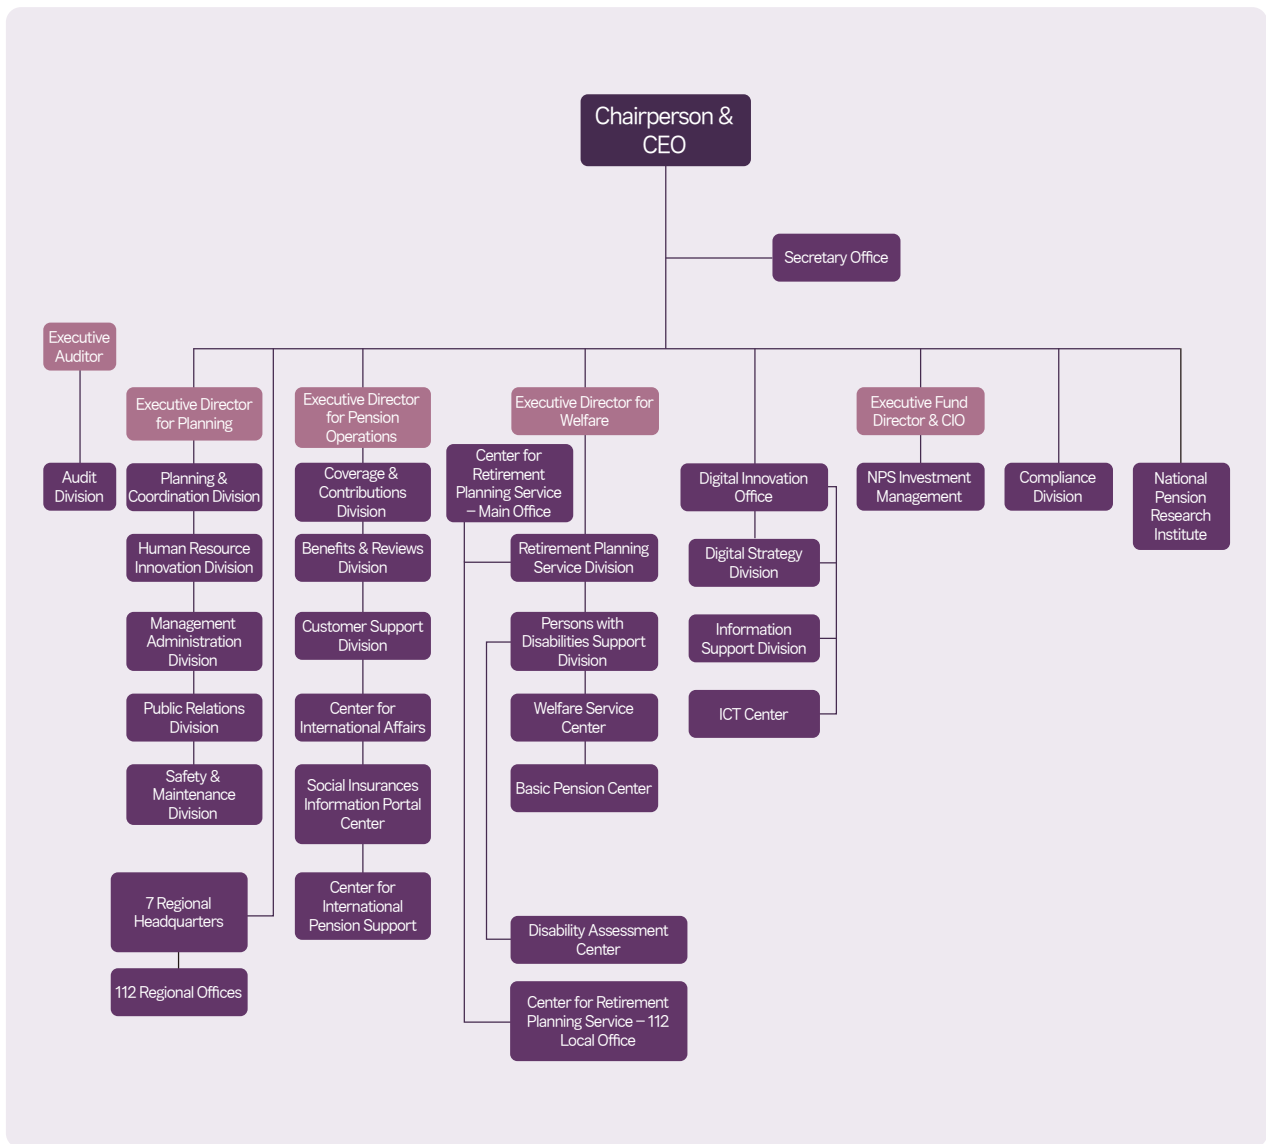 Chairperson &
CEO
Secretary Office
Executive
Auditor
Audit
Division
Executive Director
for Planning
Planning &
Coordination Division
Human Resource
Innovation Division
Management
Administration
Division
Public Relations
Division
Safety &
Maintenance
Division
7 Regional
Headquarters
112 Regional Offices
Executive Director
for Pension
Operations
Coverage &
Contributions
Division
Benefits & Reviews
Division
Customer Support
Division
Center for
International Affairs
Social Insurances
Information Portal
Center
Center for
International
Pension Support
Executive Director for
Welfare
Center for
Retirement
Planning Service
– Main Office
Retirement Planning
Service Division
Persons with
Disabilities Support
Division
Welfare Service
Center
Basic Pension Center
Disability Assessment
Center
Center for Retirement
Planning Service – 112
Local Office
Digital Innovation
Office
Digital Strategy
Division
Information
Support Division
ICT Center
Executive Fund
Director & CIO
NPS Investment
Management
Compliance
Division
National
Pension
Research
Institute